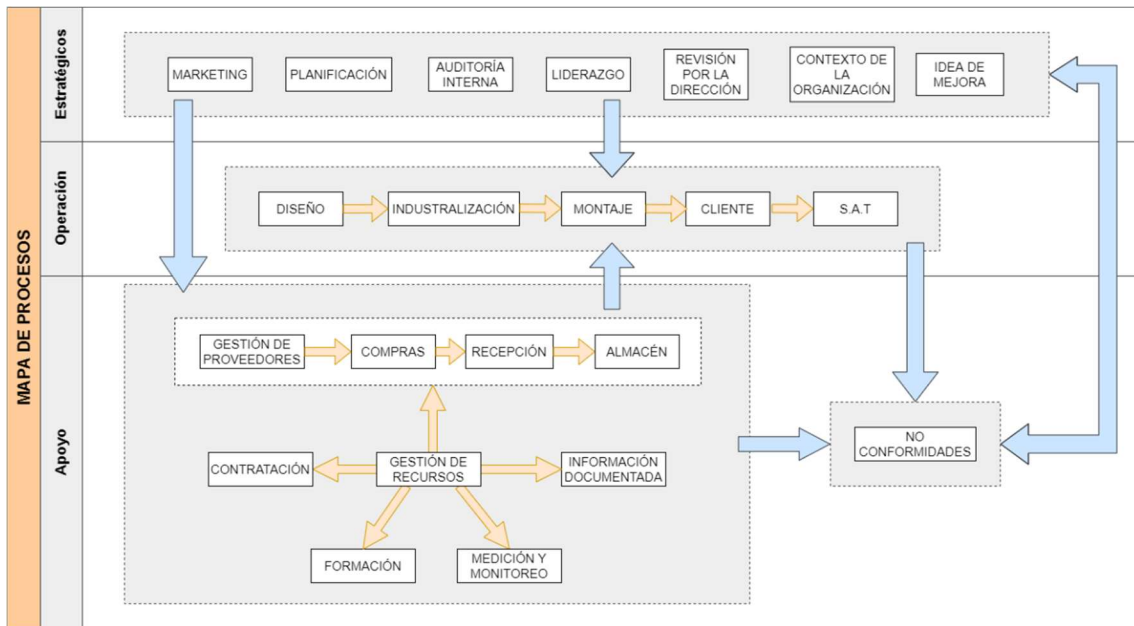 MAPA DE PROCESOS
Estratégicos
MARKETING
PLANIFICACIÓN
AUDITORÍA
INTERNA
LIDERAZGO
REVISIÓN
POR LA
DIRECCIÓN
CONTEXTO DE
LA
ORGANIZACIÓN
IDEA DE
MEJORA
Operación
DISEÑO
INDUSTRALIZACIÓN
MONTAJE
CLIENTE
S.A.T
Apoyo
GESTIÓN DE
PROVEEDORES
COMPRAS
RECEPCIÓN
ALMACÉN
CONTRATACIÓN
GESTIÓN DE
RECURSOS
INFORMACIÓN
DOCUMENTADA
FORMACIÓN
MEDICIÓN Y
MONITOREO
NO
CONFORMIDADES